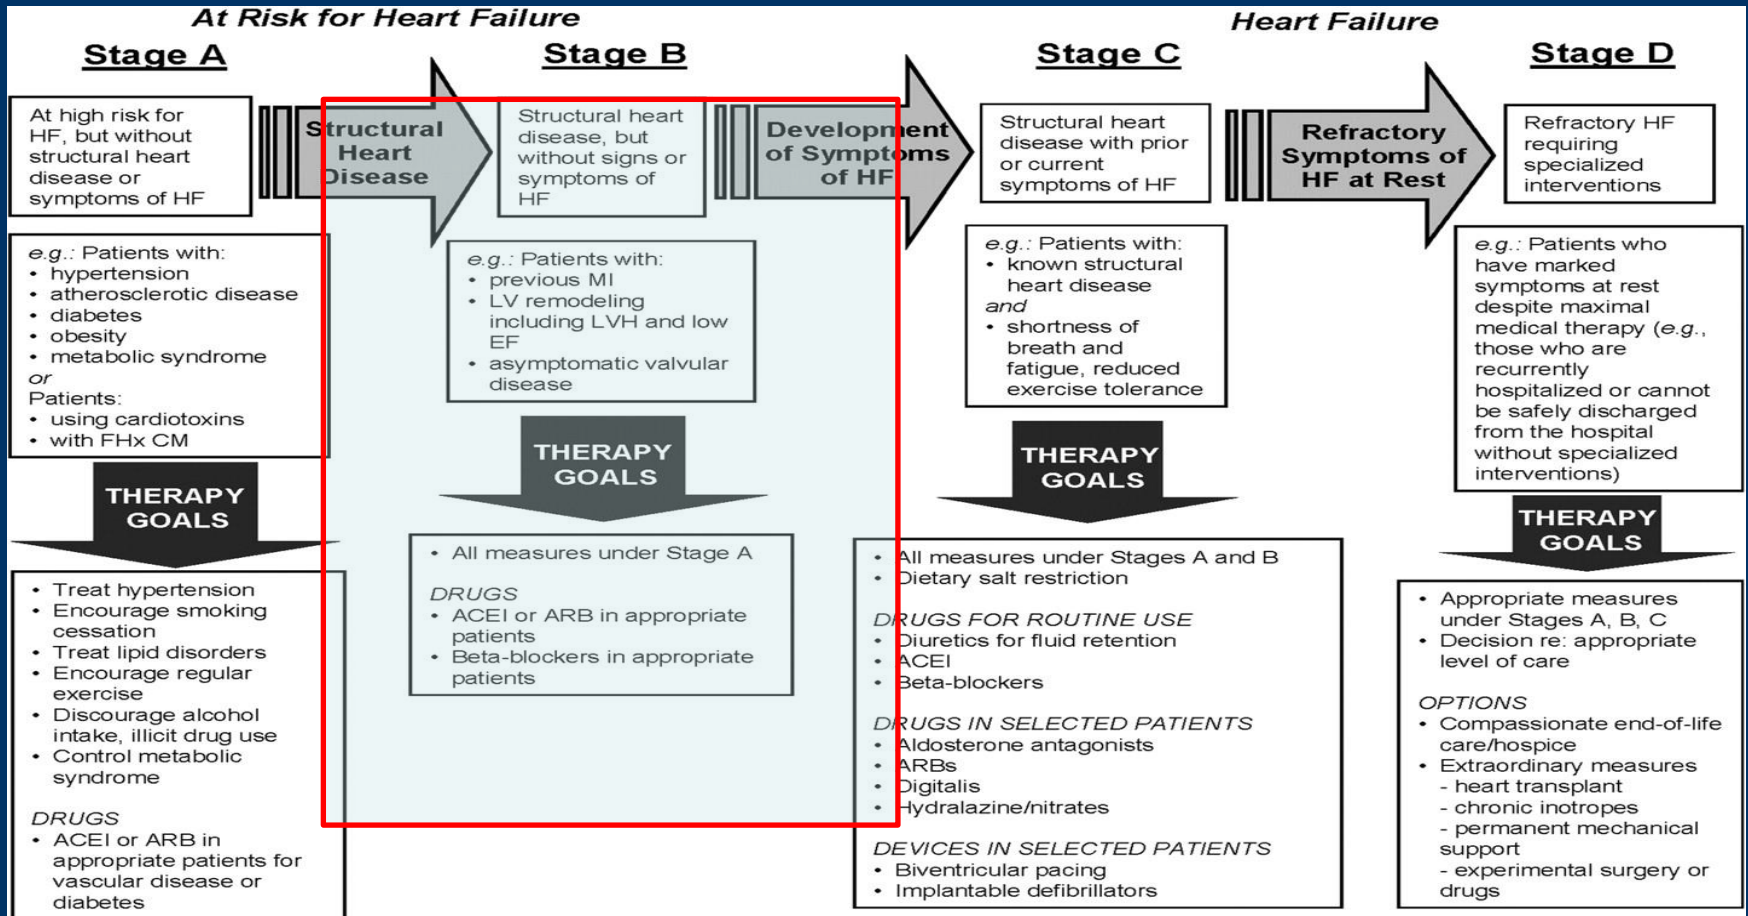 At Risk for Heart Failure
Heart Failure
Stage A
At high risk for
HF, but without
structural heart
disease or
symptoms of HF
e.g.: Patients with:
• hypertension
• atherosclerotic disease
• diabetes
• obesity
• metabolic syndrome
or
Patients:
• using cardiotoxins
• with FHx CM
THERAPY
GOALS
• Treat hypertension
• Encourage smoking
cessation
• Treat lipid disorders
• Encourage regular
exercise
• Discourage alcohol
intake, illicit drug use
• Control metabolic
syndrome
DRUGS
• ACEI or ARB in
appropriate patients for
vascular disease or
diabetes
Structural
Heart
Disease
Stage B
Structural heart
disease, but
without signs or
symptoms of
HF
e.g.: Patients with:
• previous MI
• LV remodeling
including LVH and low
EF
• asymptomatic valvular
disease
THERAPY
GOALS
• All measures under Stage A
DRUGS
• ACEI or ARB in appropriate
patients
• Beta-blockers in appropriate
patients
Development
of Symptoms
of HF
Stage C
Structural heart
disease with prior
or current
symptoms of HF
e.g.: Patients with:
• known structural
heart disease
and
• shortness of
breath and
fatigue, reduced
exercise tolerance
THERAPY
GOALS
• All measures under Stages A and B
• Dietary salt restriction
DRUGS FOR ROUTINE USE
• Diuretics for fluid retention
• ACEI
• Beta-blockers
DRUGS IN SELECTED PATIENTS
• Aldosterone antagonists
• ARBs
• Digitalis
• Hydralazine/nitrates
DEVICES IN SELECTED PATIENTS
• Biventricular pacing
• Implantable defibrillators
Refractory
Symptoms of
HF at Rest
Stage D
Refractory HF
requiring
specialized
interventions
e.g.: Patients who
have marked
symptoms at rest
despite maximal
medical therapy (e.g.,
those who are
recurrently
hospitalized or cannot
be safely discharged
from the hospital
without specialized
interventions)
THERAPY
GOALS
• Appropriate measures
under Stages A, B, C
• Decision re: appropriate
level of care
OPTIONS
• Compassionate end-of-life
care/hospice
• Extraordinary measures
- heart transplant
- chronic inotropes
- permanent mechanical
support
- experimental surgery or
drugs